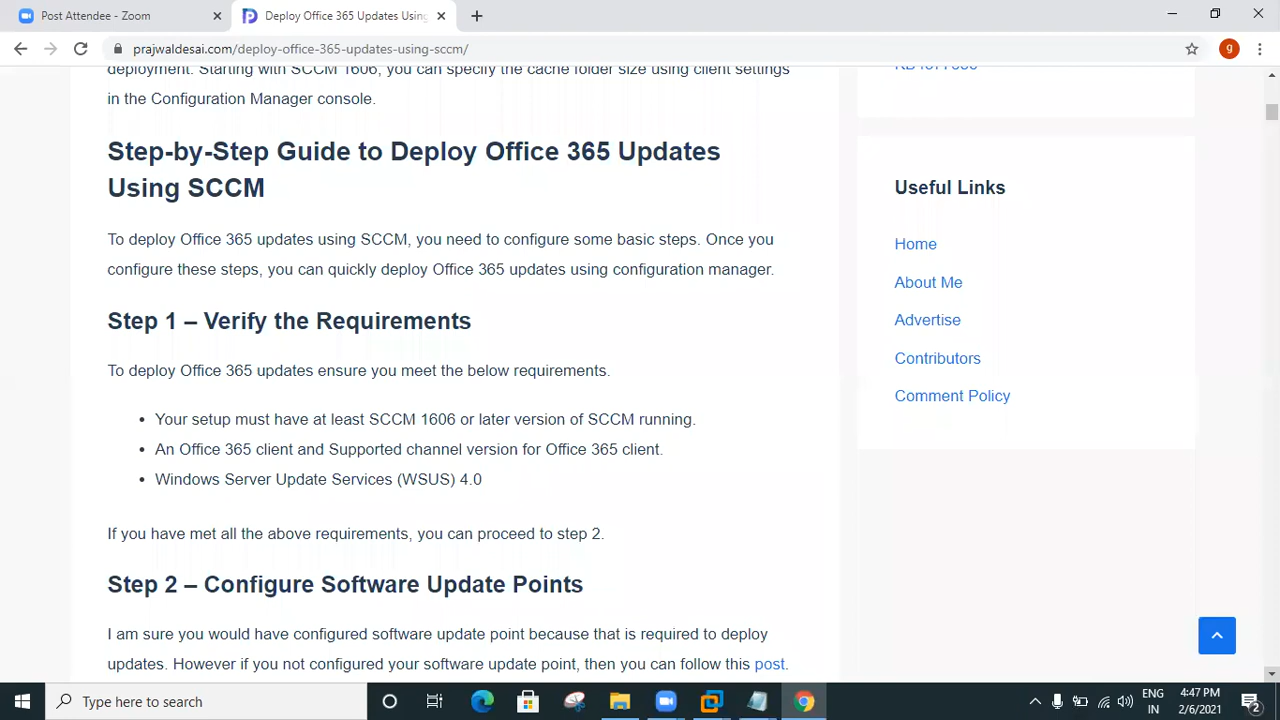 Post Attendee - Zoom
Deploy Office 365 Updates Using
prajwaldesai.com/deploy-office-365-updates-using-sccm/
g
deployment. Starting with SCCM 1606, you can specify the cache folder size using client settings
in the Configuration Manager console.
Step-by-Step Guide to Deploy Office 365 Updates
Using SCCM
To deploy Office 365 updates using SCCM, you need to configure some basic steps. Once you
configure these steps, you can quickly deploy Office 365 updates using configuration manager.
Step 1 – Verify the Requirements
To deploy Office 365 updates ensure you meet the below requirements.
• Your setup must have at least SCCM 1606 or later version of SCCM running.
• An Office 365 client and Supported channel version for Office 365 client.
• Windows Server Update Services (WSUS) 4.0
If you have met all the above requirements, you can proceed to step 2.
Step 2 – Configure Software Update Points
I am sure you would have configured software update point because that is required to deploy
updates. However if you not configured your software update point, then you can follow this post.
Useful Links
Home
About Me
Advertise
Contributors
Comment Policy
Type here to search
ENG
IN
4:47 PM
2/6/2021
2